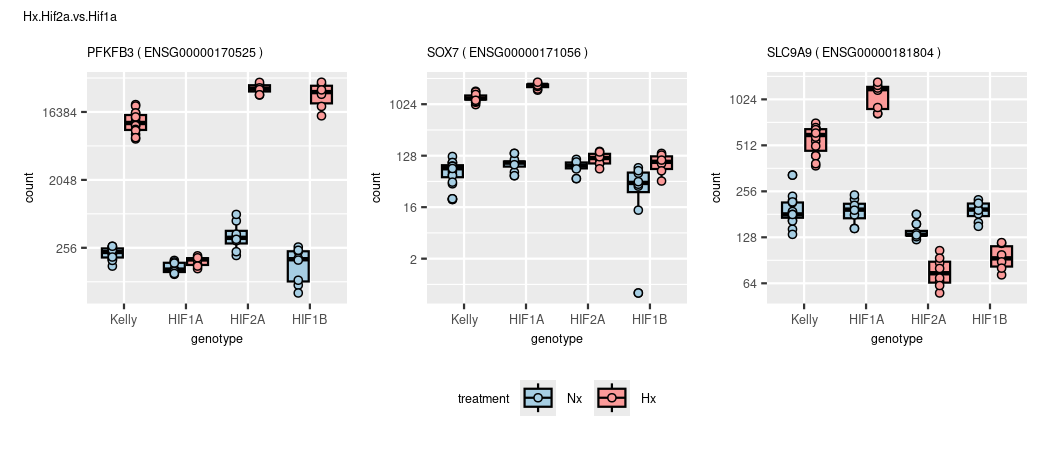 Hx.Hif2a.vs.Hif1a
PFKFB3 ( ENSG00000170525 )
count
16384
2048
256
Kelly HIF1A HIF2A HIF1B
genotype
SOX7 ( ENSG00000171056 )
count
1024
128
16
2
Kelly HIF1A HIF2A HIF1B
genotype
SLC9A9 ( ENSG00000181804 )
count
1024
512
256
128
64
Kelly HIF1A HIF2A HIF1B
genotype
treatment Nx Hx